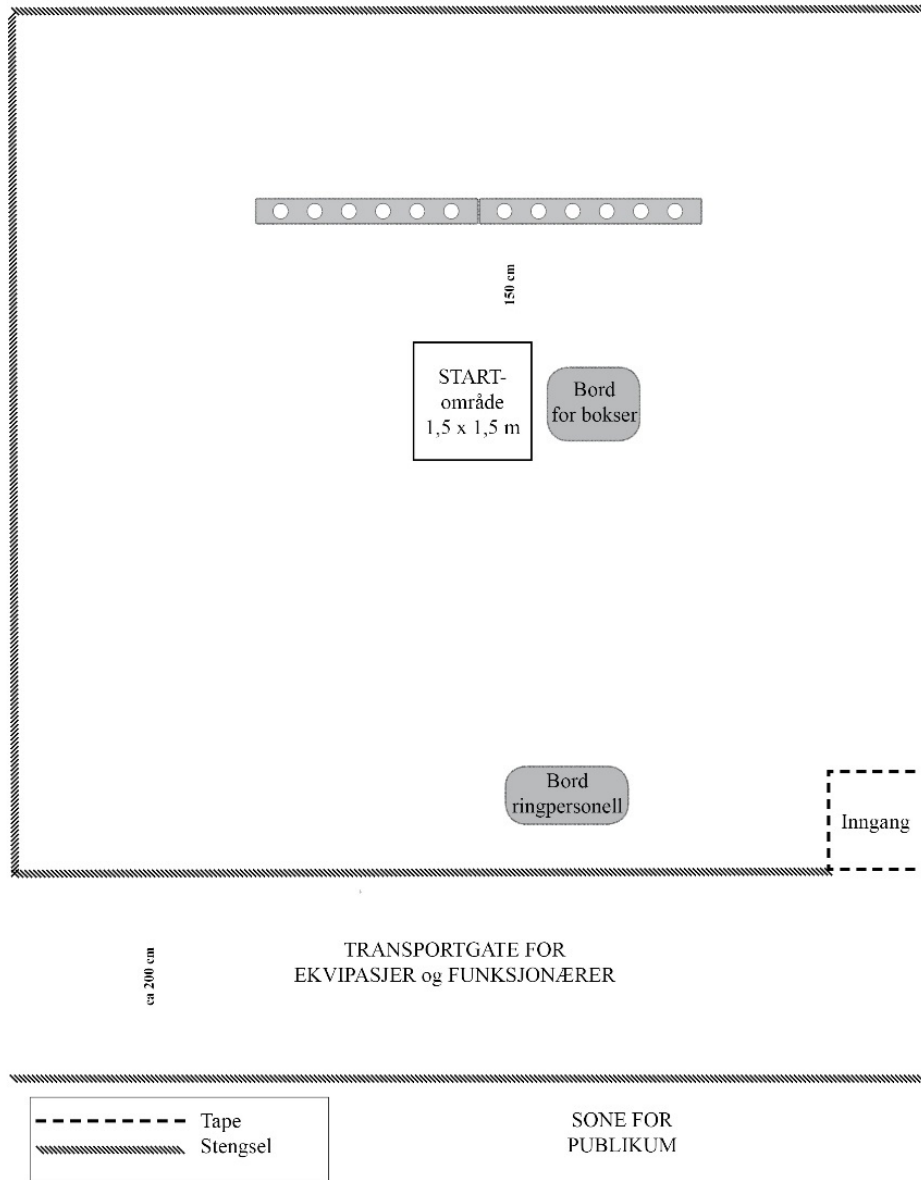 150 cm
START-
område
1,5 x 1,5 m
Bord
for bokser
Bord
ringpersonell
Inngang
TRANSPORTGATE FOR
EKVIPASJER og FUNKSJONÆRER
ca 200 cm
Tape
Stengsel
SONE FOR
PUBLIKUM